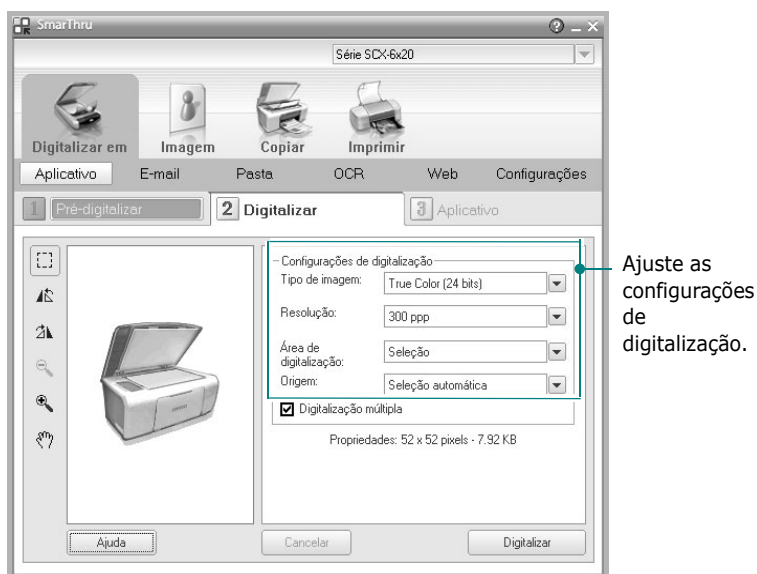 SmarThru
Série SCX-6x20
Digitalizar em Imagem Copiar Imprimir
Aplicativo E-mail Pasta OCR Web Configurações
1 Pré-digitalizar 2 Digitalizar 3 Aplicativo
Configurações de digitalização
Tipo de imagem: True Color (24 bits)
Resolução: 300 ppp
Área de
digitalização: Seleção
Origem: Seleção automática
Digitalização múltipla
Propriedades: 52 x 52 pixels - 7.92 KB
Ajuda Cancelar Digitalizar
Ajuste as
configurações
de
digitalização.